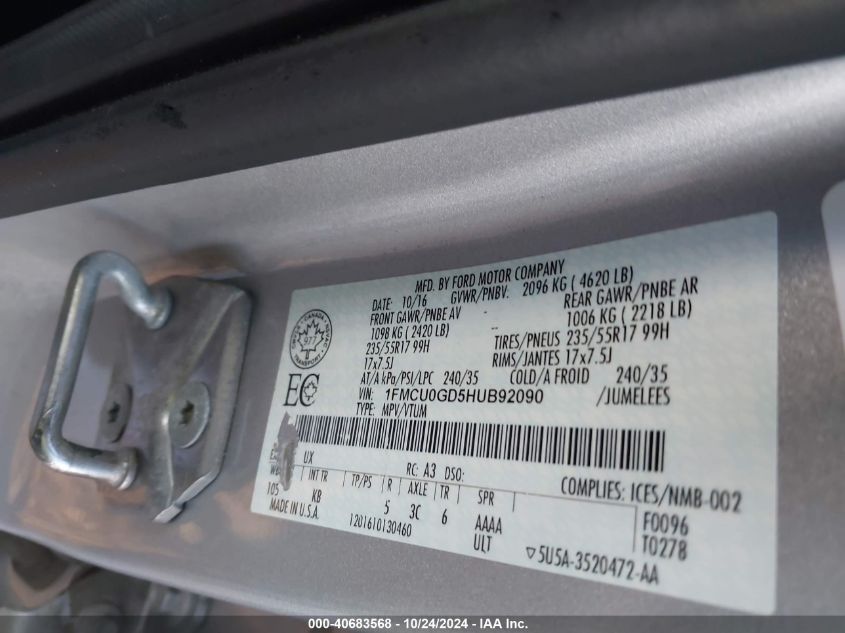 MFD. BY FORD MOTOR COMPANY
DATE: 10/16 GVWR/PNBV: 2096 KG ( 4620 LB)
FRONT GAWR/PNBE AV REAR GAWR/PNBE AR
1098 KG ( 2420 LB) 1006 KG ( 2218 LB)
235/55R17 99H TIRES/PNEUS 235/55R17 99H
17x7.5J RIMS/JANTES 17x7.5J
AT/A kPa/PSI/LPC 240/35 COLD/A FROID 240/35
VIN: 1FMCU0GD5HUB92090 /JUMELEES
TYPE: MPV/VTUM
CANADA
977
TRANSPORT
EC
UX
RC: A3 DSO:
COMPLIES: ICES/NMB-002
INT TR TP/PS R AXLE TR SPR
105 KB 5 3C 6 AAAA
ULT
F0096
T0278
MADE IN U.S.A.
1201610130460
5U5A-3520472-AA
000-40683568 - 10/24/2024 - IAA Inc.